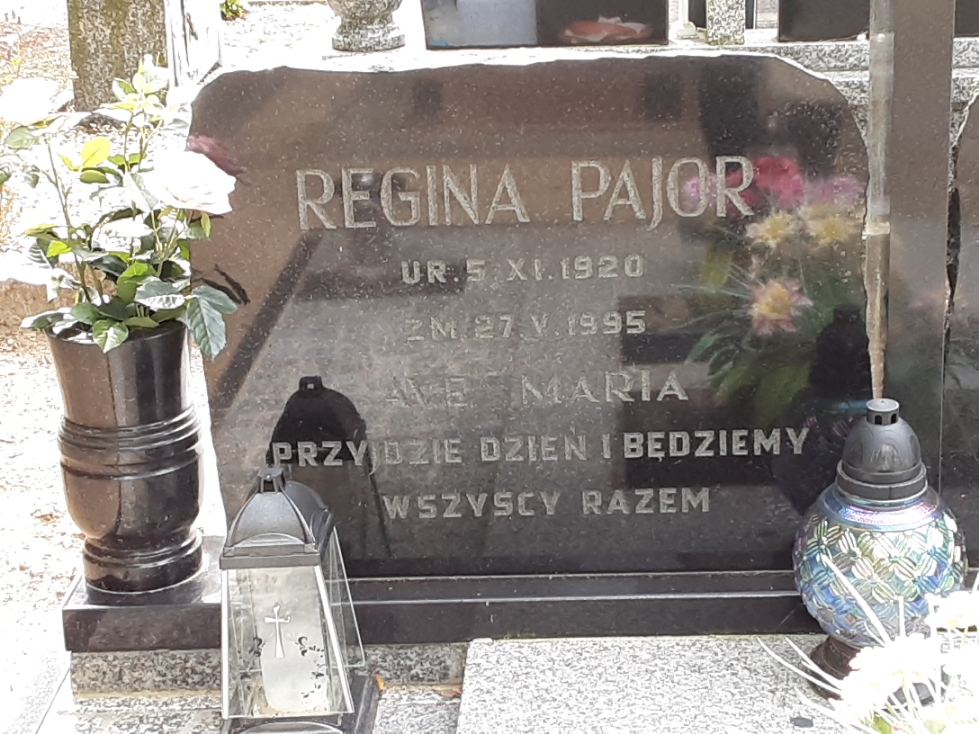 REGINA PAJOR
UR. 5. XI. 1920
ZM. 27. V. 1995
AVE MARIA
PRZYJDZIE DZIEŃ I BĘDZIEMY
WSZYSCY RAZEM